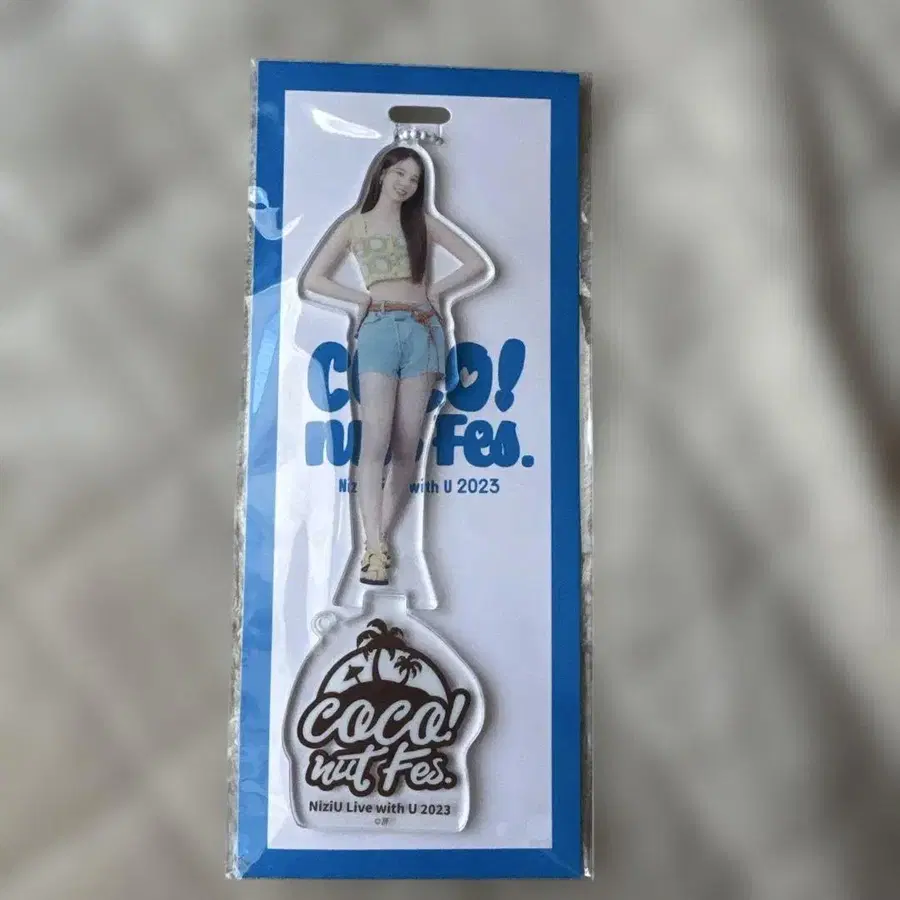 COCO!
nut Fes.
NiziU Live with U 2023
coco!
nut Fes.
NiziU Live with U 2023